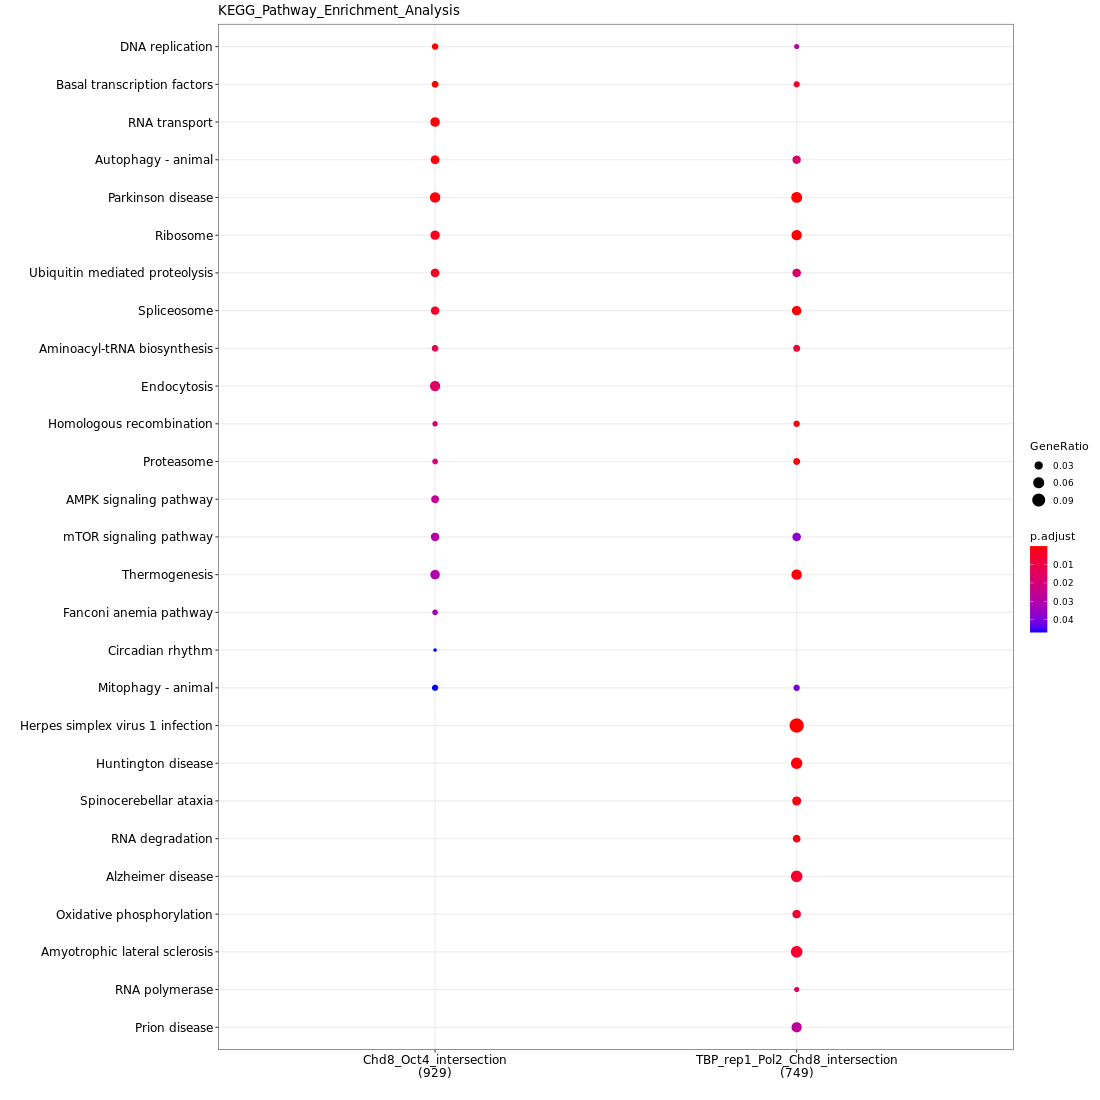 KEGG_Pathway_Enrichment_Analysis
DNA replication
Basal transcription factors
RNA transport
Autophagy - animal
Parkinson disease
Ribosome
Ubiquitin mediated proteolysis
Spliceosome
Aminoacyl-tRNA biosynthesis
Endocytosis
Homologous recombination
Proteasome
AMPK signaling pathway
mTOR signaling pathway
Thermogenesis
Fanconi anemia pathway
Circadian rhythm
Mitophagy - animal
Herpes simplex virus 1 infection
Huntington disease
Spinocerebellar ataxia
RNA degradation
Alzheimer disease
Oxidative phosphorylation
Amyotrophic lateral sclerosis
RNA polymerase
Prion disease
Chd8_Oct4_intersection
(929)
TBP_rep1_Pol2_Chd8_intersection
(749)
GeneRatio
0.03
0.06
0.09
p.adjust
0.01
0.02
0.03
0.04